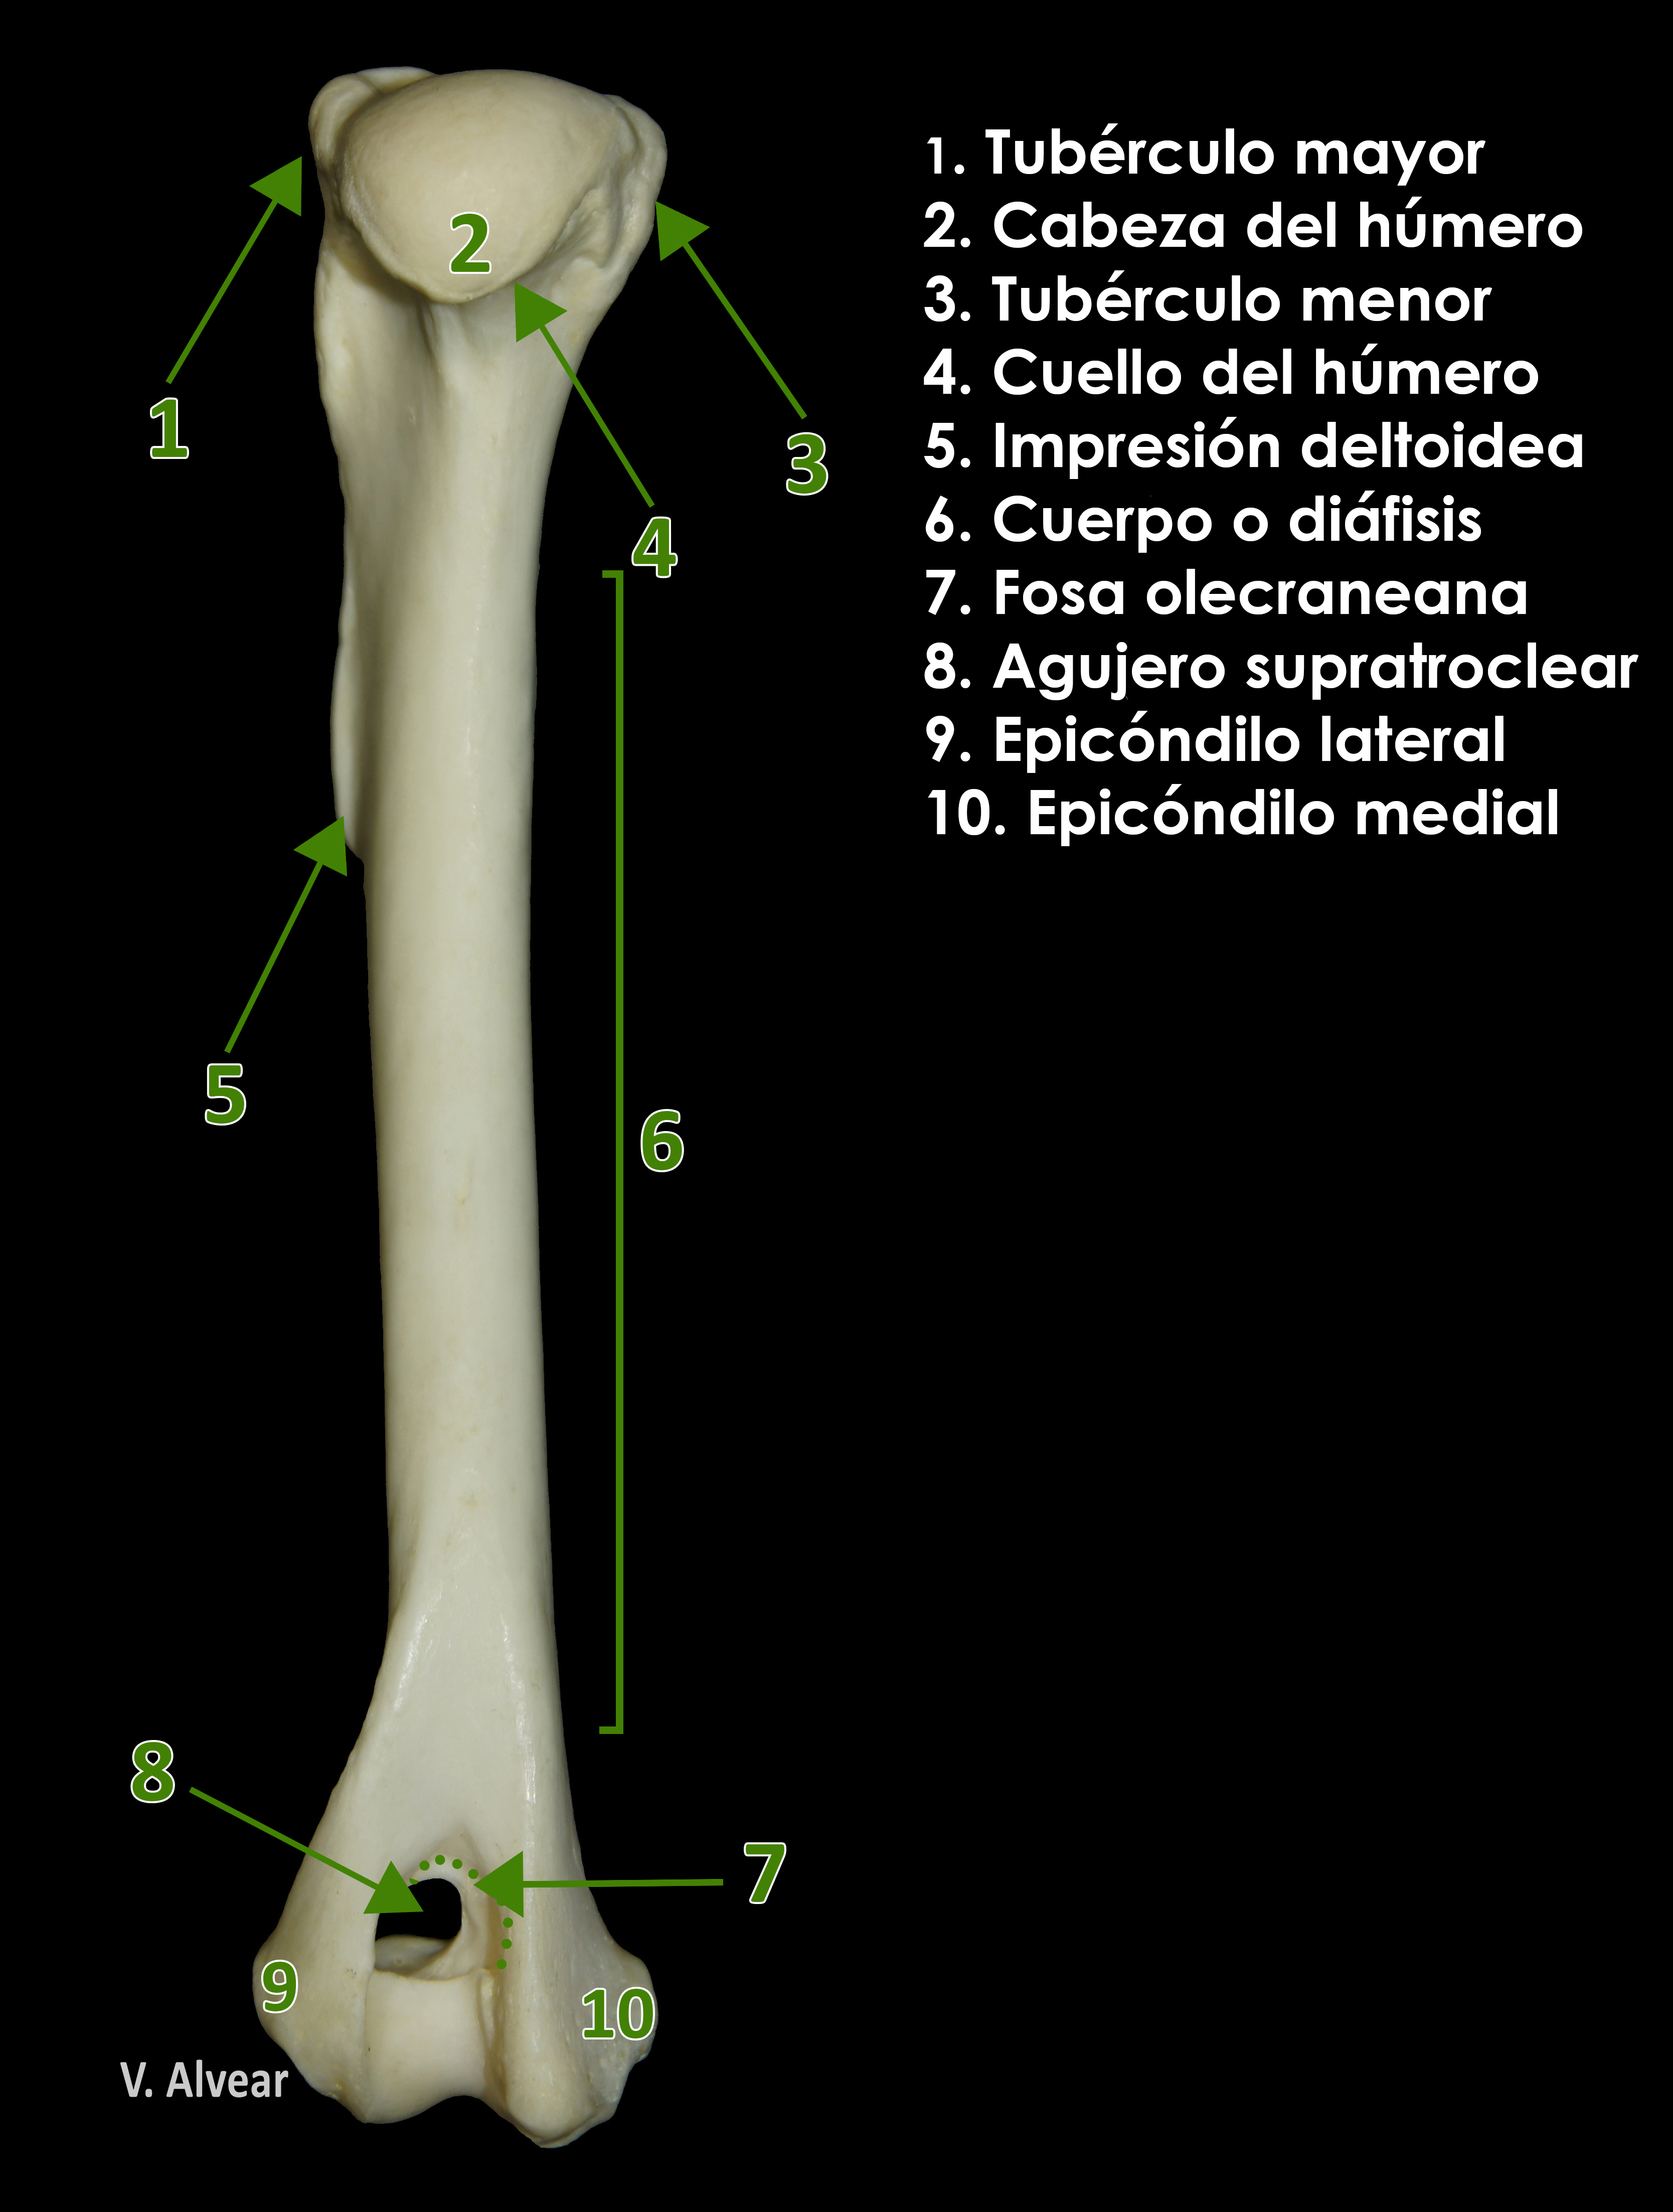 1. Tubérculo mayor
2. Cabeza del húmero
3. Tubérculo menor
4. Cuello del húmero
5. Impresión deltoidea
6. Cuerpo o diáfisis
7. Fosa olecraneana
8. Agujero supratroclear
9. Epicóndilo lateral
10. Epicóndilo medial
2
1
3
4
5
6
8
7
9
10
V. Alvear